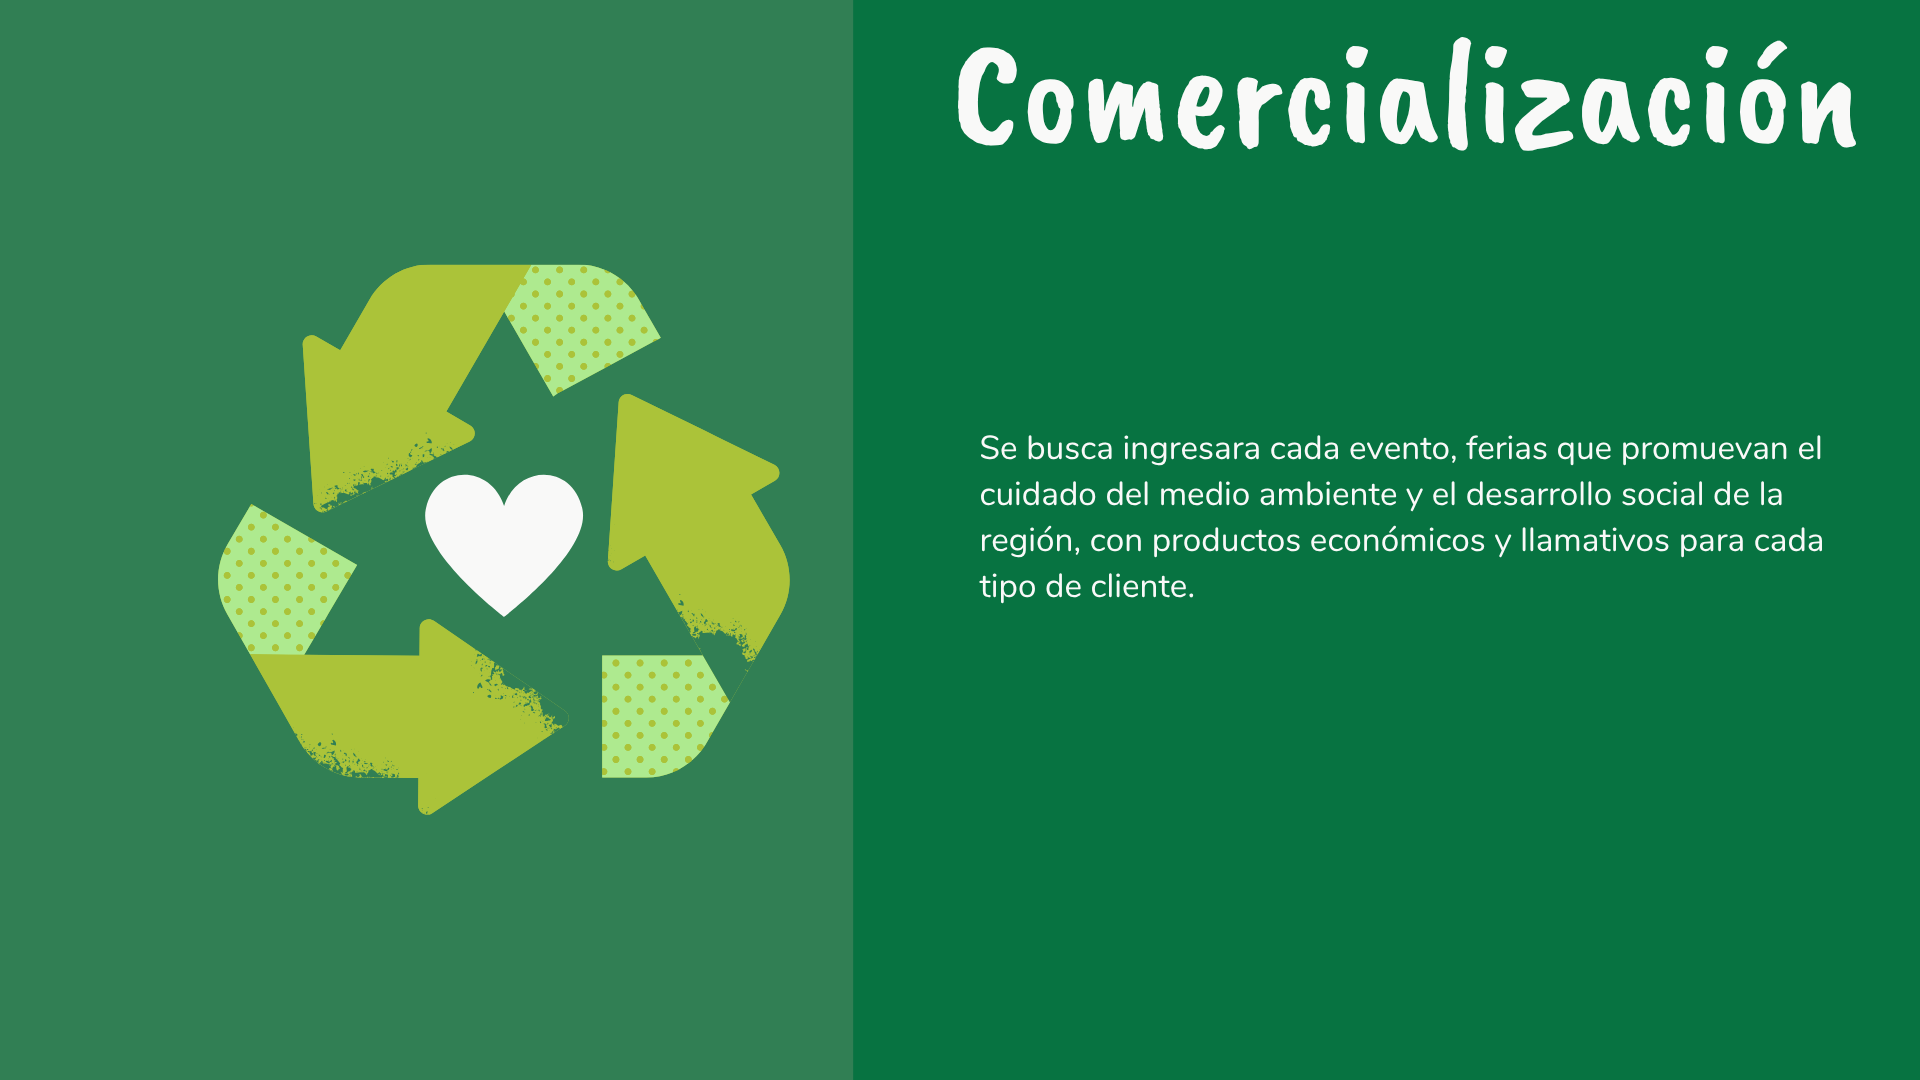 Comercialización
Se busca ingresara cada evento, ferias que promuevan el
cuidado del medio ambiente y el desarrollo social de la
región, con productos económicos y llamativos para cada
tipo de cliente.